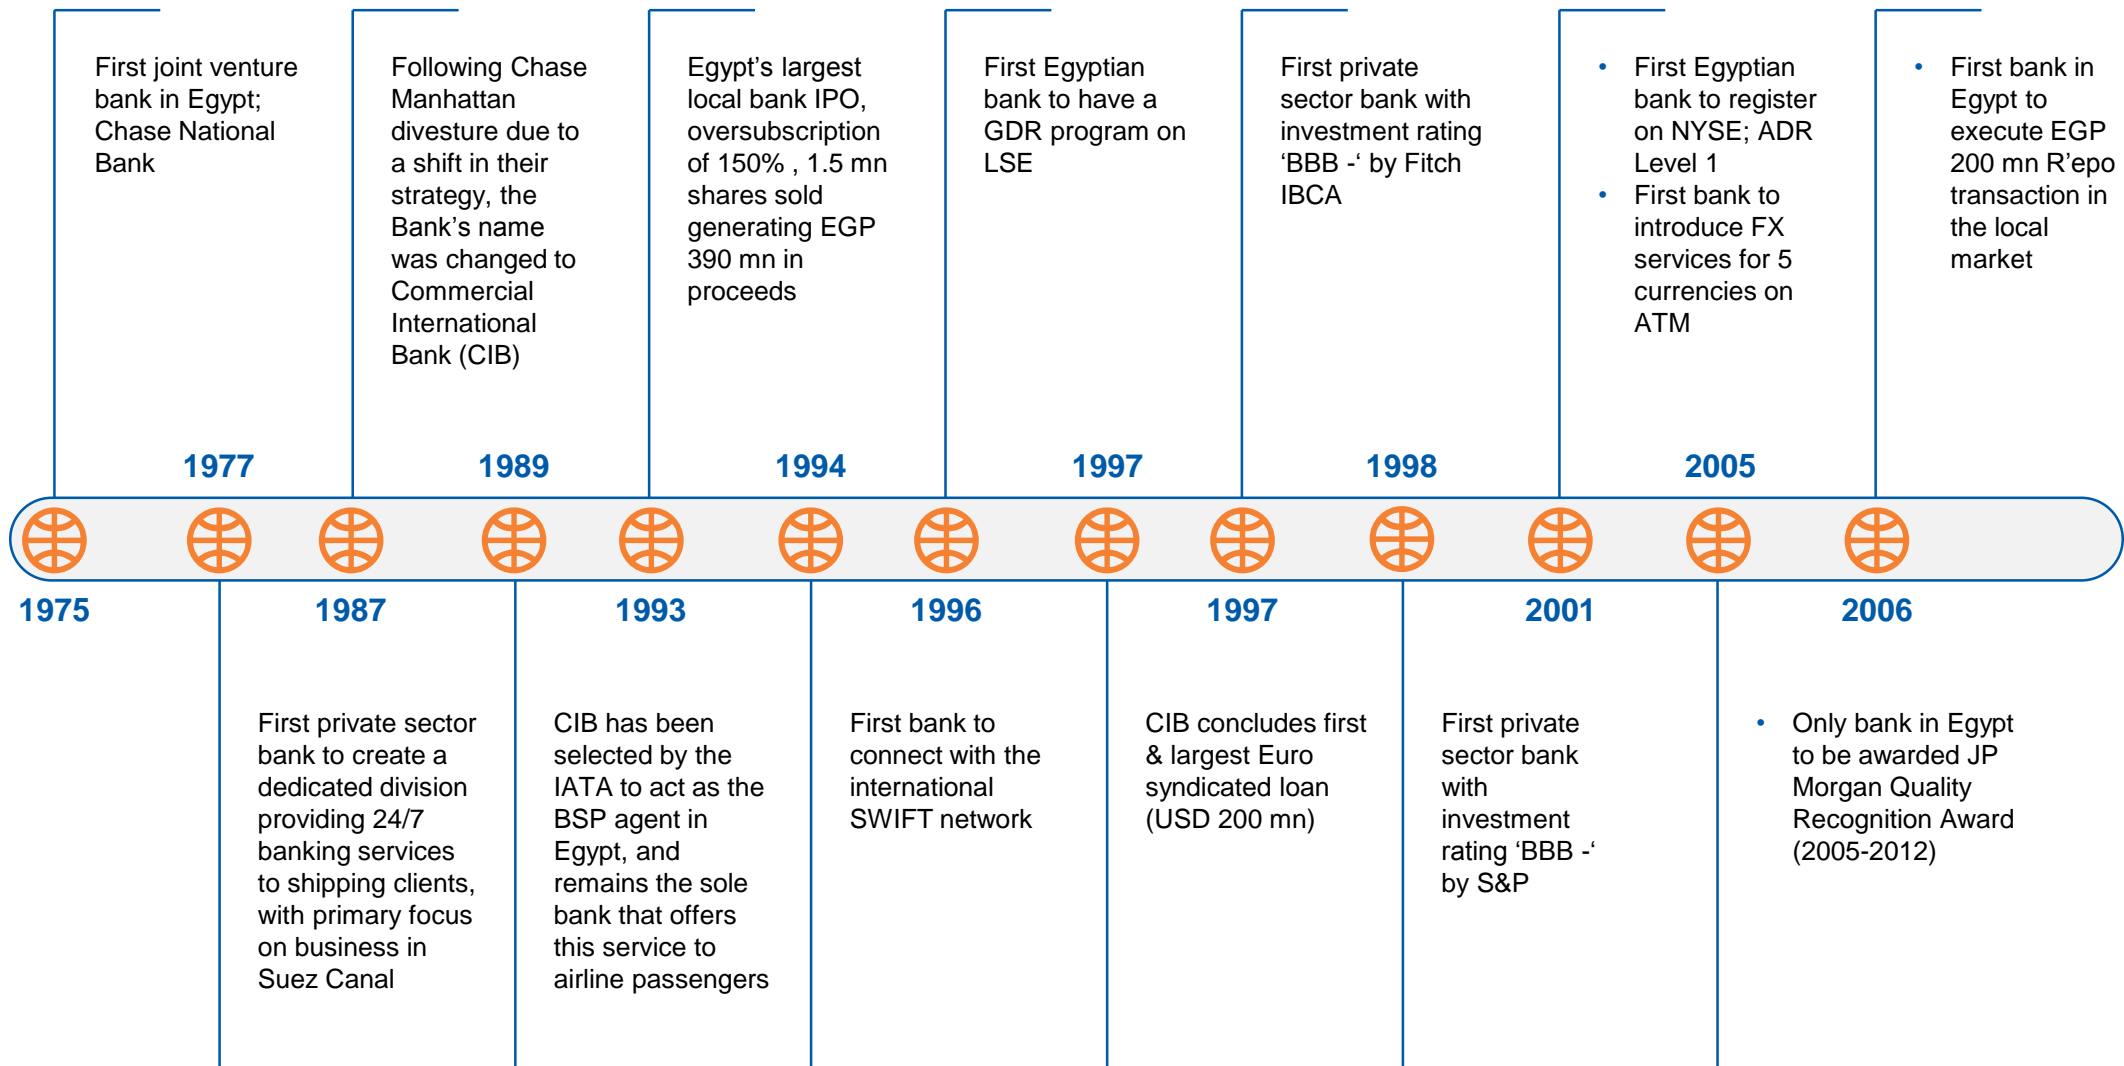 First joint venture
bank in Egypt;
Chase National
Bank
Following Chase
Manhattan
divesture due to
a shift in their
strategy, the
Bank’s name
was changed to
Commercial
International
Bank (CIB)
Egypt’s largest
local bank IPO,
oversubscription
of 150% , 1.5 mn
shares sold
generating EGP
390 mn in
proceeds
First Egyptian
bank to have a
GDR program on
LSE
First private
sector bank with
investment rating
‘BBB -‘ by Fitch
IBCA
• First Egyptian
bank to register
on NYSE; ADR
Level 1
• First bank to
introduce FX
services for 5
currencies on
ATM
• First bank in
Egypt to
execute EGP
200 mn R’epo
transaction in
the local
market
1977
1989
1994
1997
1998
2005
1975
1987
1993
1996
1997
2001
2006
First private sector
bank to create a
dedicated division
providing 24/7
banking services
to shipping clients,
with primary focus
on business in
Suez Canal
CIB has been
selected by the
IATA to act as the
BSP agent in
Egypt, and
remains the sole
bank that offers
this service to
airline passengers
First bank to
connect with the
international
SWIFT network
CIB concludes first
& largest Euro
syndicated loan
(USD 200 mn)
First private
sector bank
with
investment
rating ‘BBB -‘
by S&P
• Only bank in Egypt
to be awarded JP
Morgan Quality
Recognition Award
(2005-2012)